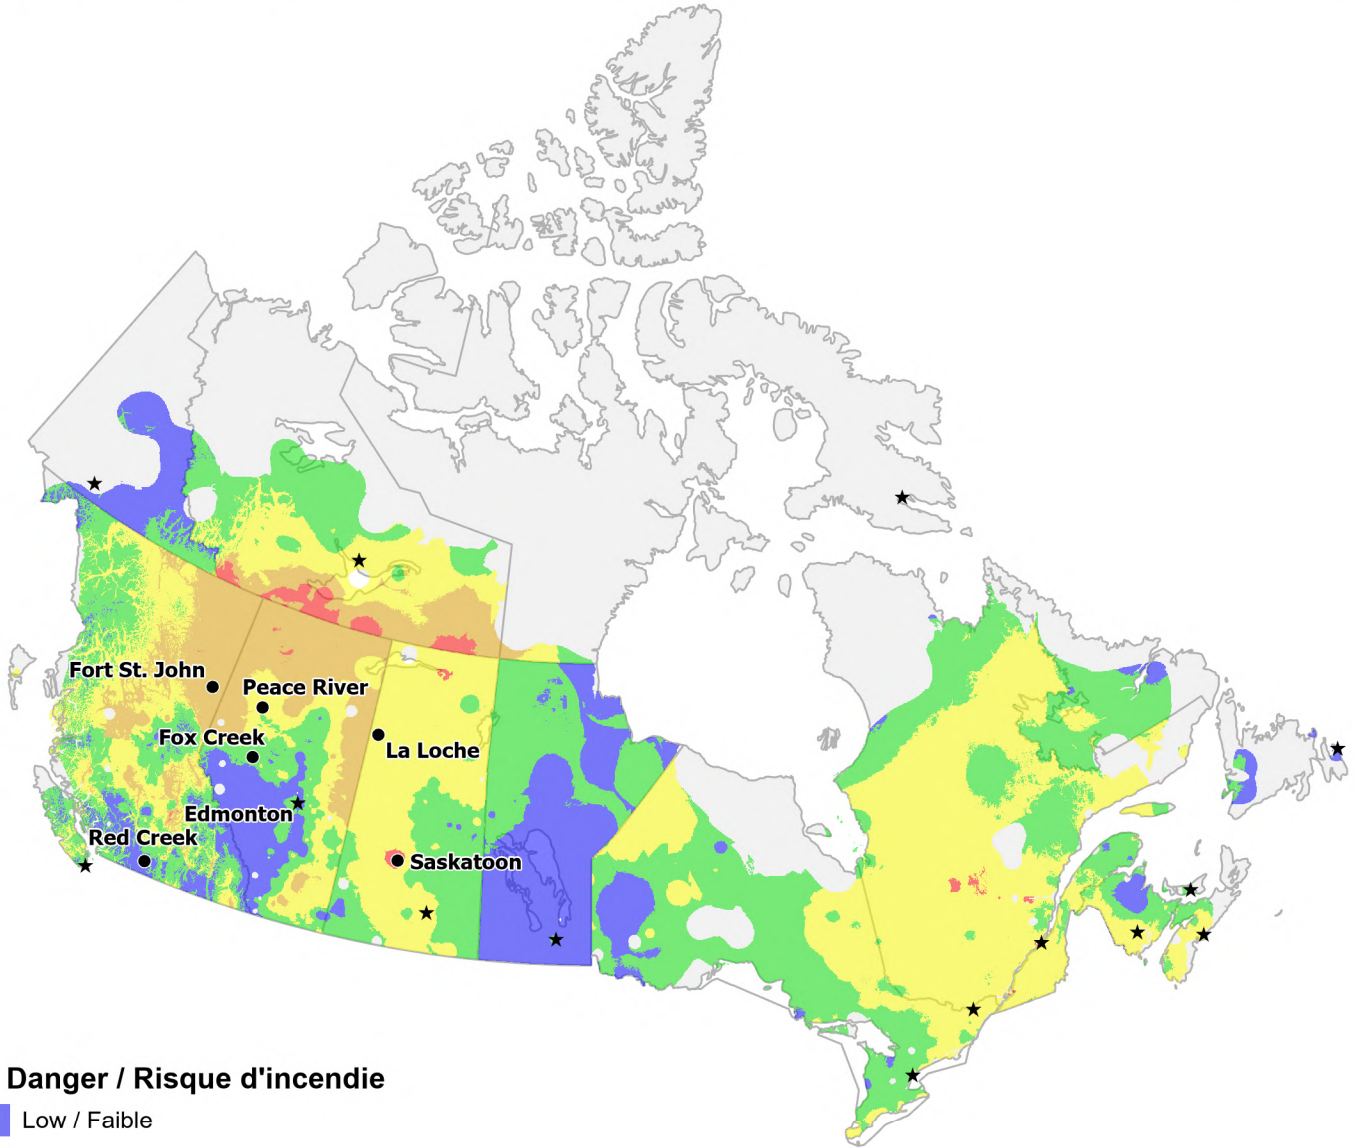 Fort St. John
Peace River
Fox Creek
La Loche
Edmonton
Red Creek
Saskatoon
Danger / Risque d'incendie
Low / Faible